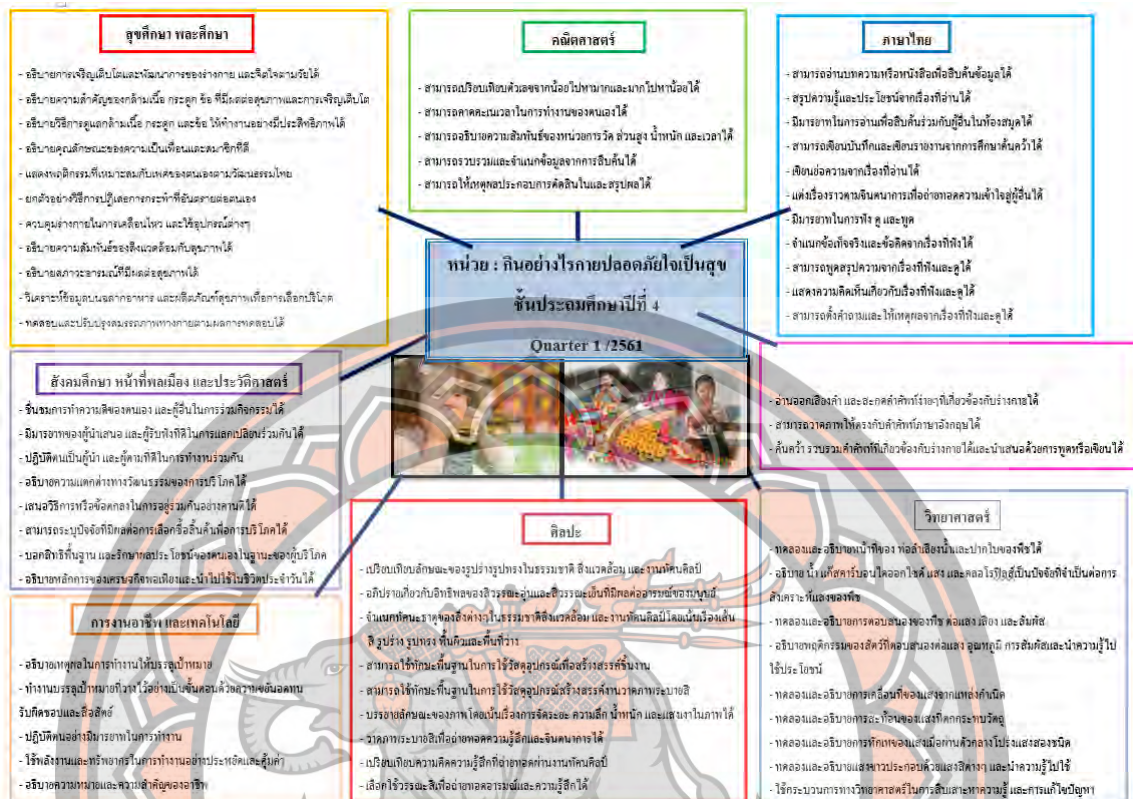 สุขศึกษา พละศึกษา
- อธิบายการเจริญเติบโตและพัฒนาการของร่างกาย และจิตใจตามวัยได้
- อธิบายความสำคัญของกล้ามเนื้อ กระดูก ข้อ ที่มีผลต่อสุขภาพและการเจริญเติบโต
- อธิบายวิธีการดูแลกล้ามเนื้อ กระดูก และข้อ ให้ทำงานอย่างมีประสิทธิภาพได้
- อธิบายคุณลักษณะของความเป็นเพื่อนและสมาชิกที่ดี
- แสดงพฤติกรรมที่เหมาะสมกับเพศของตนเองตามวัฒนธรรมไทย
- ยกตัวอย่างวิธีการปฏิเสธการกระทำที่อันตรายต่อตนเอง
- ควบคุมร่างกายในการเคลื่อนไหว และใช้อุปกรณ์ต่างๆ
- อธิบายความสัมพันธ์ของสิ่งแวดล้อมกับสุขภาพได้
- อธิบายสภาวะอารมณ์ที่มีผลต่อสุขภาพได้
- วิเคราะห์ข้อมูลบนฉลากอาหาร และผลิตภัณฑ์สุขภาพเพื่อการเลือกบริโภค
- ทดสอบและปรับปรุงสมรรถภาพทางกายตามผลการทดสอบได้
คณิตศาสตร์
- สามารถเปรียบเทียบตัวเลขจากน้อยไปหามากและมากไปหาน้อยได้
- สามารถคาดคะเนเวลาในการทำงานของตนเองได้
- สามารถอธิบายความสัมพันธ์ของหน่วยการวัด ส่วนสูง น้ำหนัก และเวลาได้
- สามารถรวบรวมและจำแนกข้อมูลจากการสืบค้นได้
- สามารถให้เหตุผลประกอบการตัดสินในและสรุปผลได้
ภาษาไทย
- สามารถอ่านบทความหรือหนังสือเพื่อสืบค้นข้อมูลได้
- สรุปความรู้และประโยชน์จากเรื่องที่อ่านได้
- มีมารยาทในการอ่านเพื่อสืบค้นร่วมกับผู้อื่นในห้องสมุดได้
- สามารถเขียนบันทึกและเขียนรายงานจากการศึกษาค้นคว้าได้
- เขียนย่อความจากเรื่องที่อ่านได้
- แต่งเรื่องราวตามจินตนาการเพื่อถ่ายทอดความเข้าใจสู่ผู้อื่นได้
- มีมารยาทในการฟัง ดู และพูด
- จำแนกข้อเท็จจริงและข้อคิดจากเรื่องที่ฟังได้
- สามารถพูดสรุปความจากเรื่องที่ฟังและดูได้
- แสดงความคิดเห็นเกี่ยวกับเรื่องที่ฟังและดูได้
- สามารถตั้งคำถามและให้เหตุผลจากเรื่องที่ฟังและดูได้
หน่วย : กินอย่างไรกายปลอดภัยใจเป็นสุข
ชั้นประถมศึกษาปีที่ 4
Quarter 1 /2561
สังคมศึกษา หน้าที่พลเมือง และประวัติศาสตร์
- ชื่นชมการทำความดีของตนเอง และผู้อื่นในการร่วมกิจกรรมได้
- มีมารยาทของผู้นำเสนอ และผู้รับฟังที่ดีในการแลกเปลี่ยนร่วมกันได้
- ปฏิบัติตนเป็นผู้นำ และผู้ตามที่ดีในการทำงานร่วมกัน
- อธิบายความแตกต่างทางวัฒนธรรมของการบริโภคได้
- เสนอวิธีการหรือข้อตกลงในการอยู่ร่วมกันอย่างสันติได้
- สามารถระบุปัจจัยที่มีผลต่อการเลือกซื้อสินค้าเพื่อการบริโภคได้
- บอกสิทธิพื้นฐาน และรักษาผลประโยชน์ของตนเองในฐานะของผู้บริโภค
- อธิบายหลักการของเศรษฐกิจพอเพียงและนำไปใช้ในชีวิตประจำวันได้
- อ่านออกเสียงคำ และสะกดคำศัพท์ง่ายๆที่เกี่ยวข้องกับร่างกายได้
- สามารถวาดภาพให้ตรงกับคำศัพท์ภาษาอังกฤษได้
- ค้นคว้า รวบรวมคำศัพท์ที่เกี่ยวข้องกับร่างกายได้และนำเสนอด้วยการพูดหรือเขียนได้
การงานอาชีพ และเทคโนโลยี
- อธิบายเหตุผลในการทำงานให้บรรลุเป้าหมาย
- ทำงานบรรลุเป้าหมายที่วางไว้อย่างเป็นขั้นตอนด้วยความขยันอดทน
รับผิดชอบและซื่อสัตย์
- ปฏิบัติตนอย่างมีมารยาทในการทำงาน
- ใช้พลังงานและทรัพยากรในการทำงานอย่างประหยัดและคุ้มค่า
- อธิบายความหมายและความสำคัญของอาชีพ
ศิลปะ
- เปรียบเทียบลักษณะของรูปร่างรูปทรงในธรรมชาติ สิ่งแวดล้อม และงานทัศนศิลป์
- อภิปรายเกี่ยวกับอิทธิพลของสีวรรณะอุ่นและสีวรรณะเย็นที่มีผลต่ออารมณ์ของมนุษย์
- จำแนกทัศนะธาตุของสิ่งต่างๆในธรรมชาติสิ่งแวดล้อม และงานทัศนศิลป์โดยเน้นเรื่องเส้น
สี รูปร่าง รูปทรง พื้นผิวและพื้นที่ว่าง
- สามารถใช้ทักษะพื้นฐานในการใช้วัสดุอุปกรณ์เพื่อสร้างสรรค์ชิ้นงาน
- สามารถใช้ทักษะพื้นฐานในการใช้วัสดุอุปกรณ์สร้างสรรค์งานวาดภาพระบายสี
- บรรยายลักษณะของภาพโดยเน้นเรื่องการจัดระยะ ความลึก น้ำหนัก และแสงเงาในภาพได้
- วาดภาพระบายสีเพื่อถ่ายทอดความรู้สึกและจินตนาการได้
- เปรียบเทียบความคิดความรู้สึกที่ถ่ายทอดผ่านงานทัศนศิลป์
- เลือกใช้วรรณะสีเพื่อถ่ายทอดอารมณ์และความรู้สึกได้
วิทยาศาสตร์
- ทดลองและอธิบายหน้าที่ของ ท่อลำเลียงน้ำและปากใบของพืชได้
- อธิบาย น้ำ แก๊สคาร์บอนไดออกไซด์ แสง และคลอโรฟิลล์เป็นปัจจัยที่จำเป็นต่อการ
สังเคราะห์แสงของพืช
- ทดลองและอธิบายการตอบสนองของพืช ต่อแสง เสียง และสัมผัส
- อธิบายพฤติกรรมของสัตว์ที่ตอบสนองต่อแสง อุณหภูมิ การสัมผัสและนำความรู้ไป
ใช้ประโยชน์
- ทดลองและอธิบายการเคลื่อนที่ของแสงจากแหล่งกำเนิด
- ทดลองและอธิบายการสะท้อนของแสงที่ตกกระทบวัตถุ
- ทดลองและอธิบายการหักเหของแสงเมื่อผ่านตัวกลางโปร่งแสงสองชนิด
- ทดลองและอธิบายแสงขาวประกอบด้วยแสงสีต่างๆ และนำความรู้ไปใช้
- ใช้กระบวนการทางวิทยาศาสตร์ในการสืบเสาะหาความรู้ และการแก้ไขปัญหา